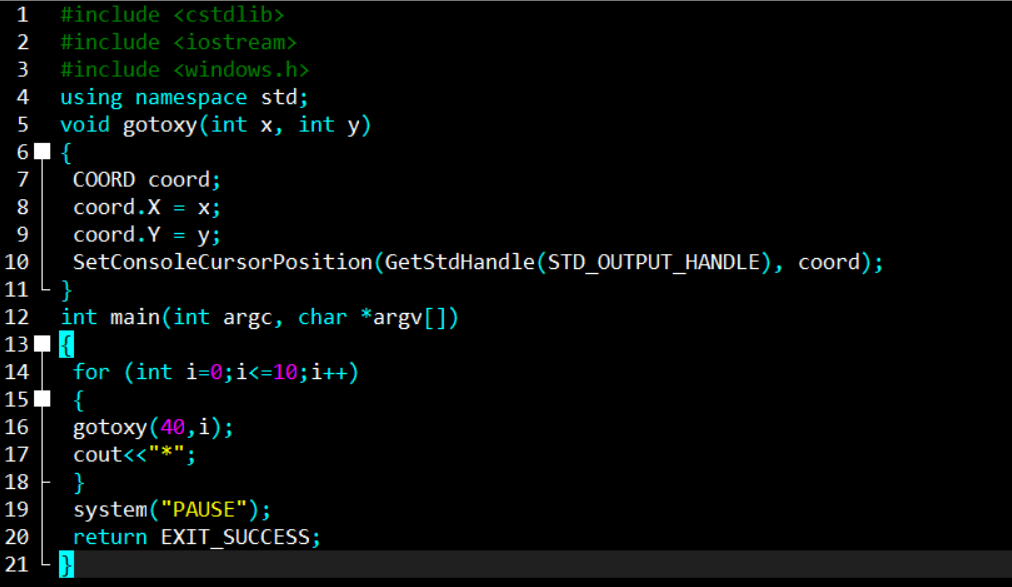 1 #include <cstdlib>
2 #include <iostream>
3 #include <windows.h>
4 using namespace std;
5 void gotoxy(int x, int y)
6 {
7 COORD coord;
8 coord.X = x;
9 coord.Y = y;
10 SetConsoleCursorPosition(GetStdHandle(STD_OUTPUT_HANDLE), coord);
11 }
12 int main(int argc, char *argv[])
13 {
14 for (int i=0;i<=10;i++)
15 {
16 gotoxy(40,i);
17 cout<<"*";
18 }
19 system("PAUSE");
20 return EXIT_SUCCESS;
21 }